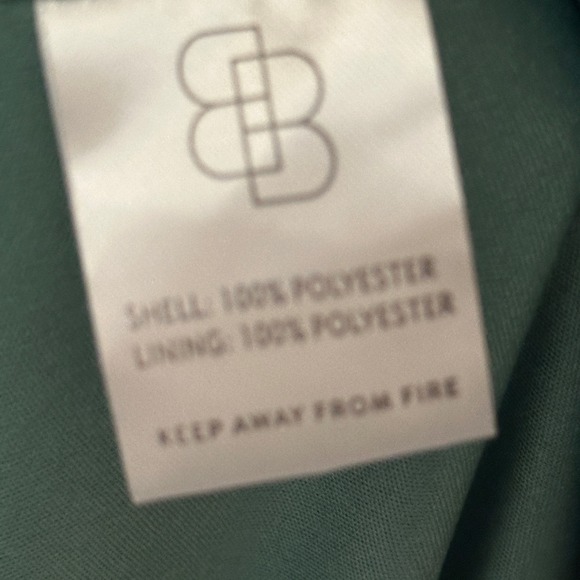 SHELL: 100% POLYESTER
LINING: 100% POLYESTER
KEEP AWAY FROM FIRE